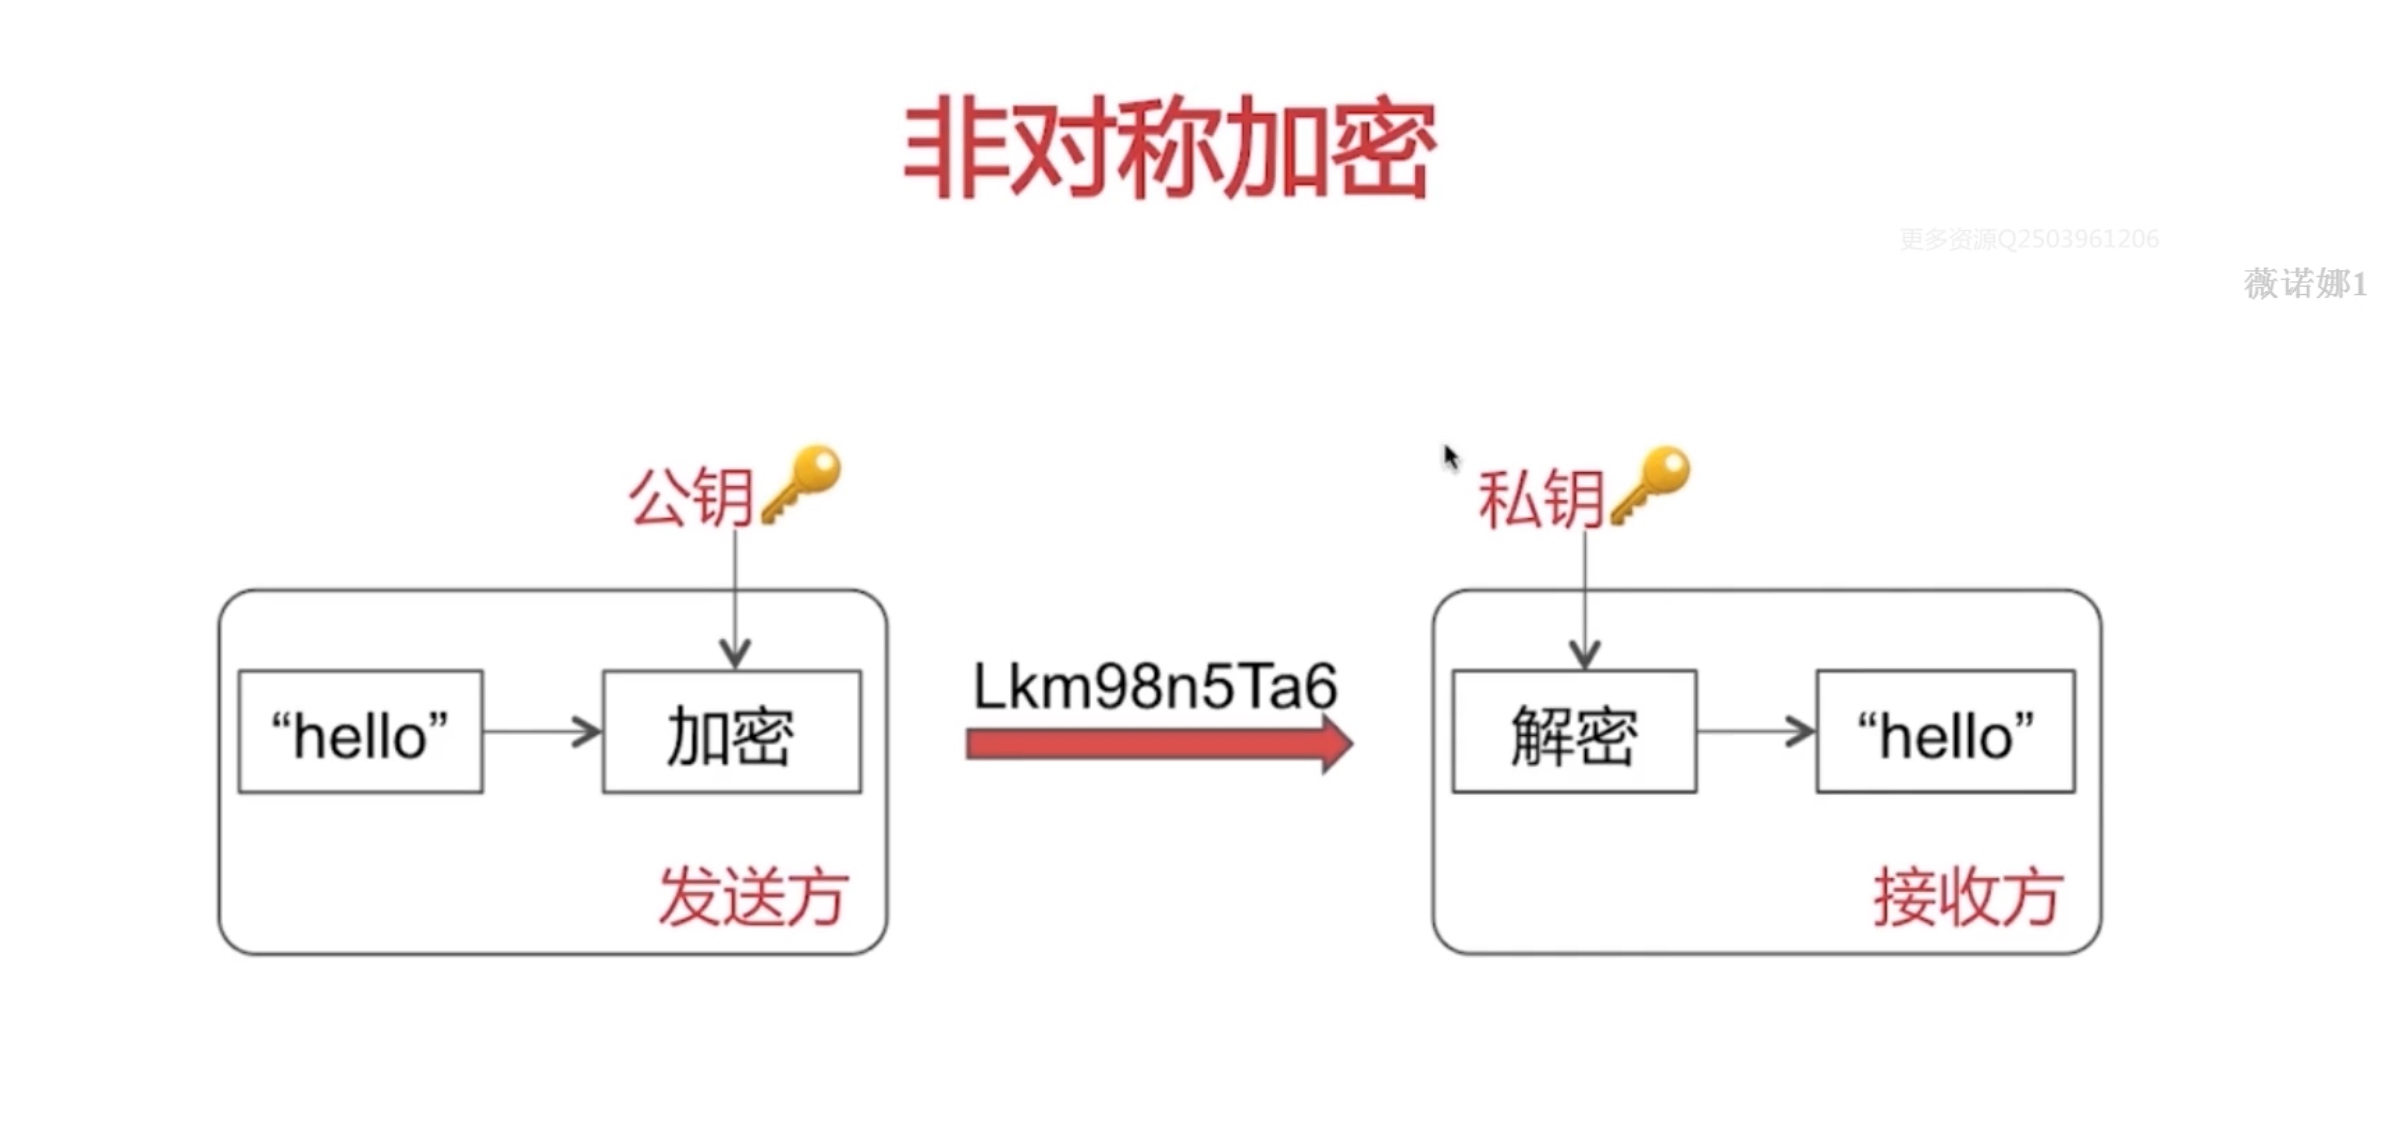 非对称加密
更多资源Q2503961206
薇诺娜1
公钥
私钥
“hello”
加密
Lkm98n5Ta6
解密
“hello”
发送方
接收方